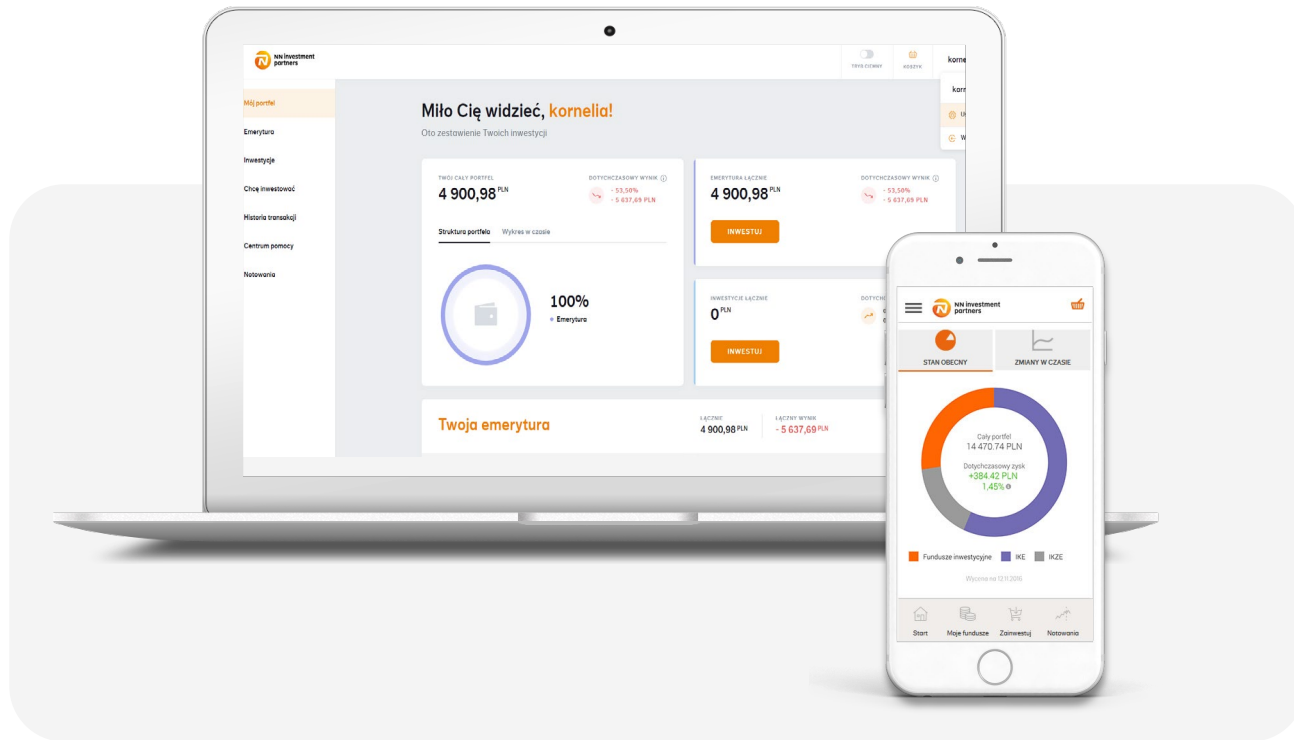 NN investment
partners
TRYB CIEMNY
KOSZYK
korne
korn
Mój portfel
Emerytura
Inwestycje
Chcę inwestować
Historia transakcji
Centrum pomocy
Notowania
Miło Cię widzieć, kornelia!
Oto zestawienie Twoich inwestycji
TWÓJ CAŁY PORTFEL
4 900,98 PLN
DOTYCHCZASOWY WYNIK
- 53,50%
- 5 637,69 PLN
Struktura portfela Wykres w czasie
100%
Emerytura
EMERYTURA ŁĄCZNIE
4 900,98 PLN
DOTYCHCZASOWY WYNIK
- 53,50%
- 5 637,69 PLN
INWESTUJ
INWESTYCJE ŁĄCZNIE
0 PLN
DOTYCH
INWESTUJ
Twoja emerytura
ŁĄCZNIE
4 900,98 PLN
ŁĄCZNY WYNIK
- 5 637,69 PLN
NN investment
partners
STAN OBECNY
ZMIANY W CZASIE
Cały portfel
14 470.74 PLN
Dotychczasowy zysk
+384.42 PLN
1,45%
Fundusze inwestycyjne IKE IKZE
Start Moje fundusze Zainwestuj Notowania